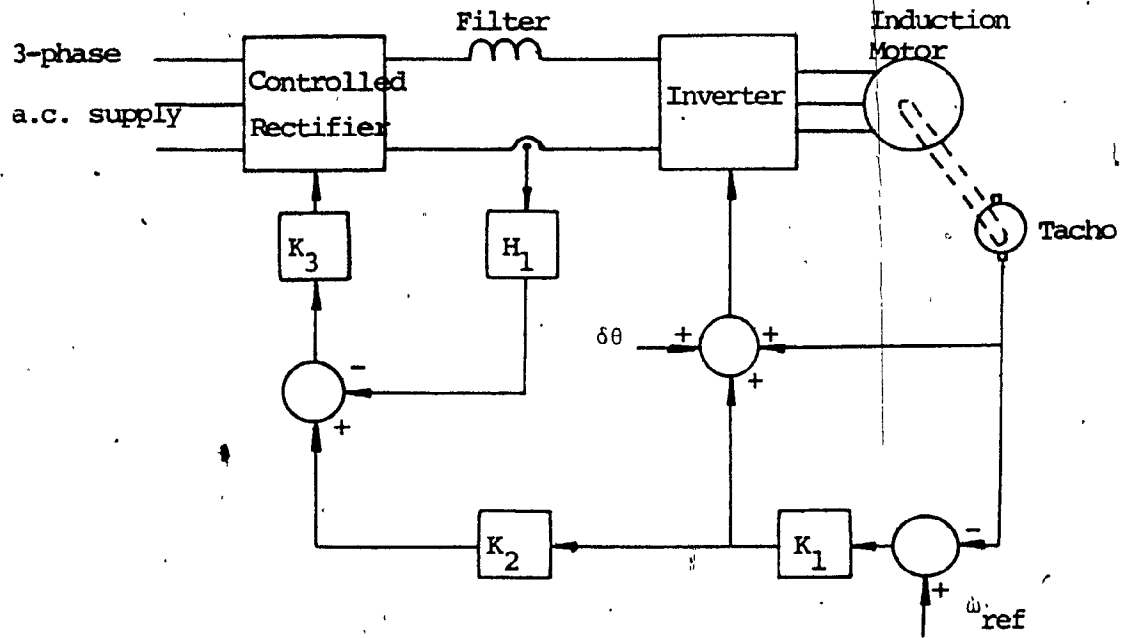 Filter
Induction
Motor
3-phase
a.c. supply
Controlled
Rectifier
Inverter
Tacho
K3
H1
δθ
+
+
+
-
+
K2
K1
-
+
ωref